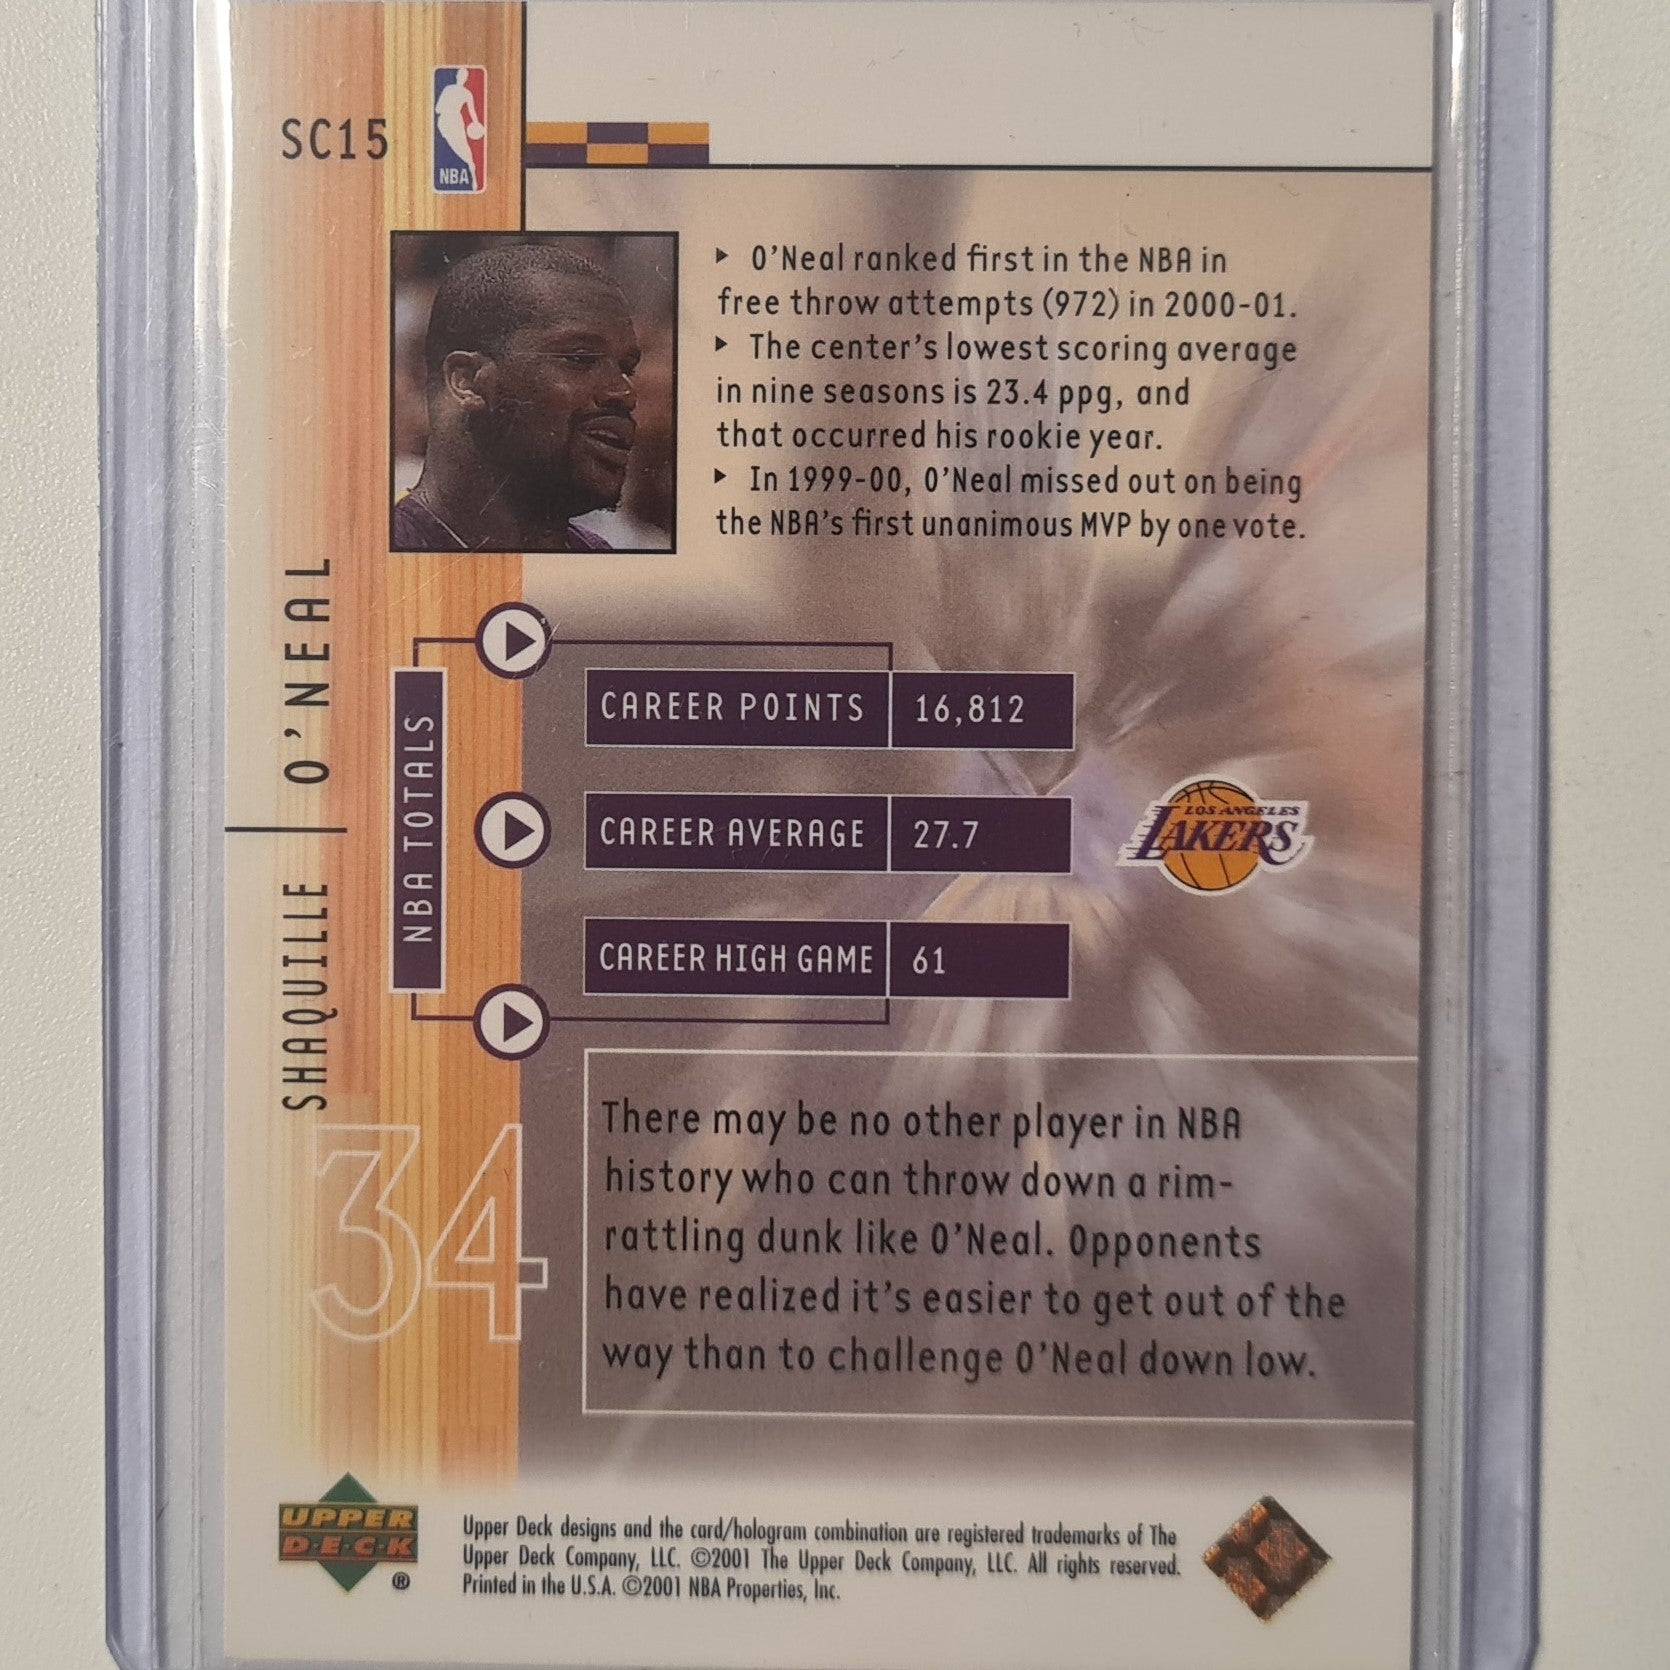 SC15
NBA
► O'Neal ranked first in the NBA in
free throw attempts (972) in 2000-01.
► The center's lowest scoring average
in nine seasons is 23.4 ppg, and
that occurred his rookie year.
► In 1999-00, O'Neal missed out on being
the NBA's first unanimous MVP by one vote.
SHAQUILLE | O'NEAL
NBA TOTALS
CAREER POINTS 16,812
CAREER AVERAGE 27.7
CAREER HIGH GAME 61
LOS ANGELES
LAKERS
34
There may be no other player in NBA
history who can throw down a rim-
rattling dunk like O'Neal. Opponents
have realized it's easier to get out of the
way than to challenge O'Neal down low.
UPPER
D·E·C·K
®
Upper Deck designs and the card/hologram combination are registered trademarks of The
Upper Deck Company, LLC. ©2001 The Upper Deck Company, LLC. All rights reserved.
Printed in the U.S.A. ©2001 NBA Properties, Inc.